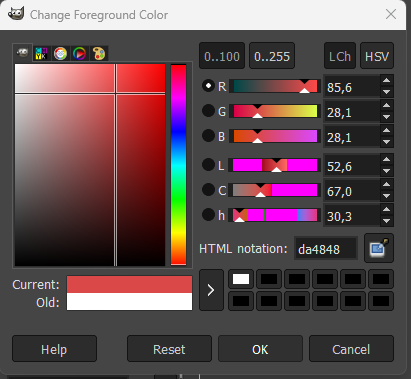 Change Foreground Color
0..100 0..255 LCh HSV
R 85,6
G 28,1
B 28,1
L 52,6
C 67,0
h 30,3
HTML notation: da4848
Current:
Old:
Help Reset OK Cancel